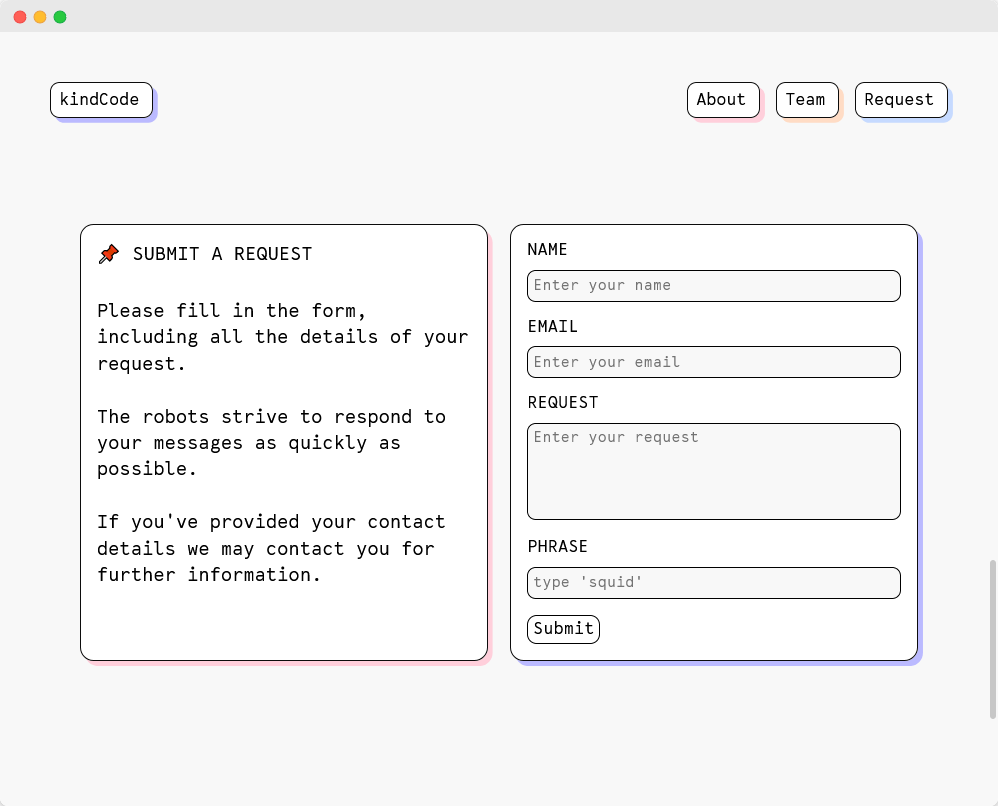 kindCode
About
Team
Request
SUBMIT A REQUEST
Please fill in the form,
including all the details of your
request.
The robots strive to respond to
your messages as quickly as
possible.
If you've provided your contact
details we may contact you for
further information.
NAME
Enter your name
EMAIL
Enter your email
REQUEST
Enter your request
PHRASE
type 'squid'
Submit